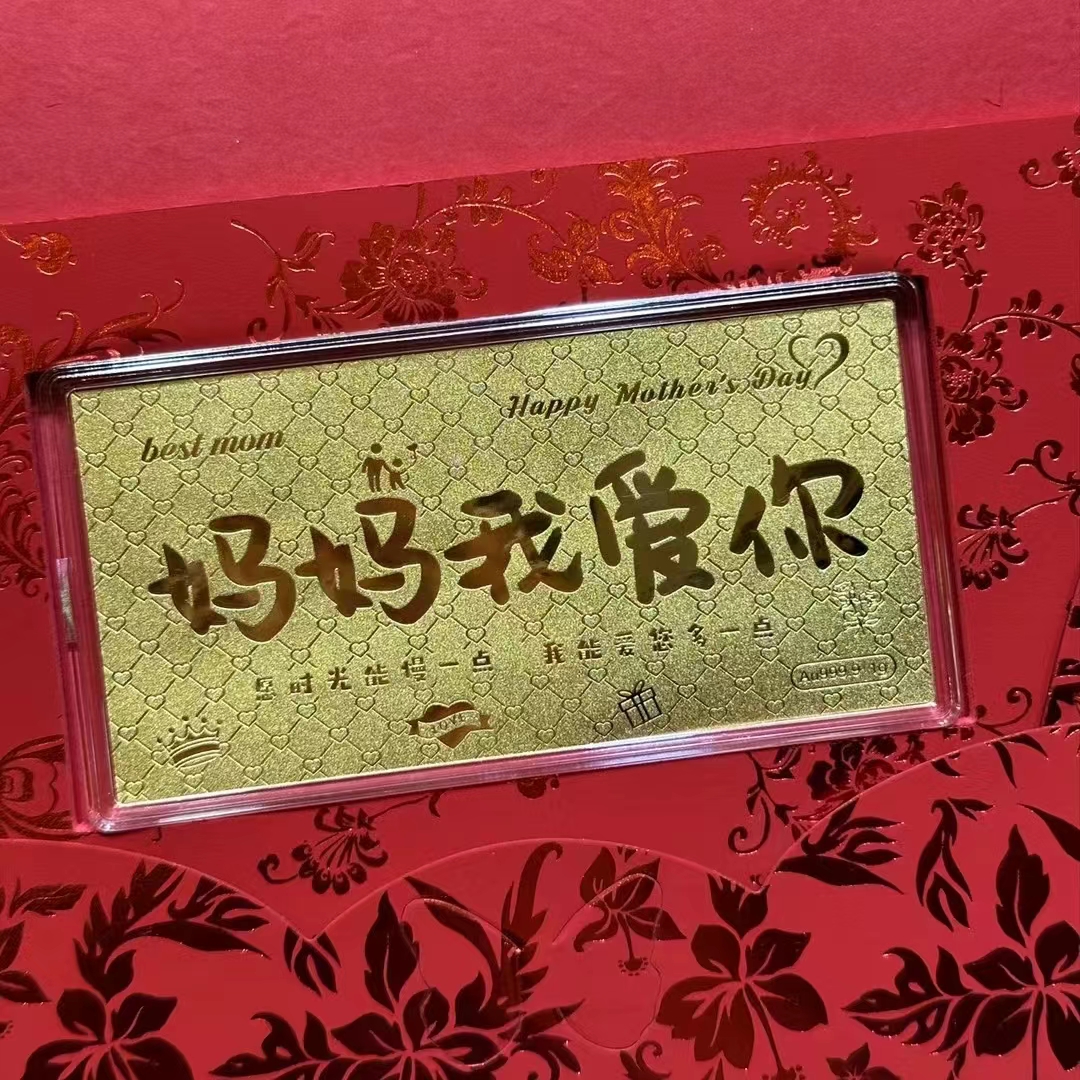 Happy Mother's Day
best mom
妈妈我爱你
愿时光能慢一点 我能爱您多一点
Au999.9 1g
LOVE